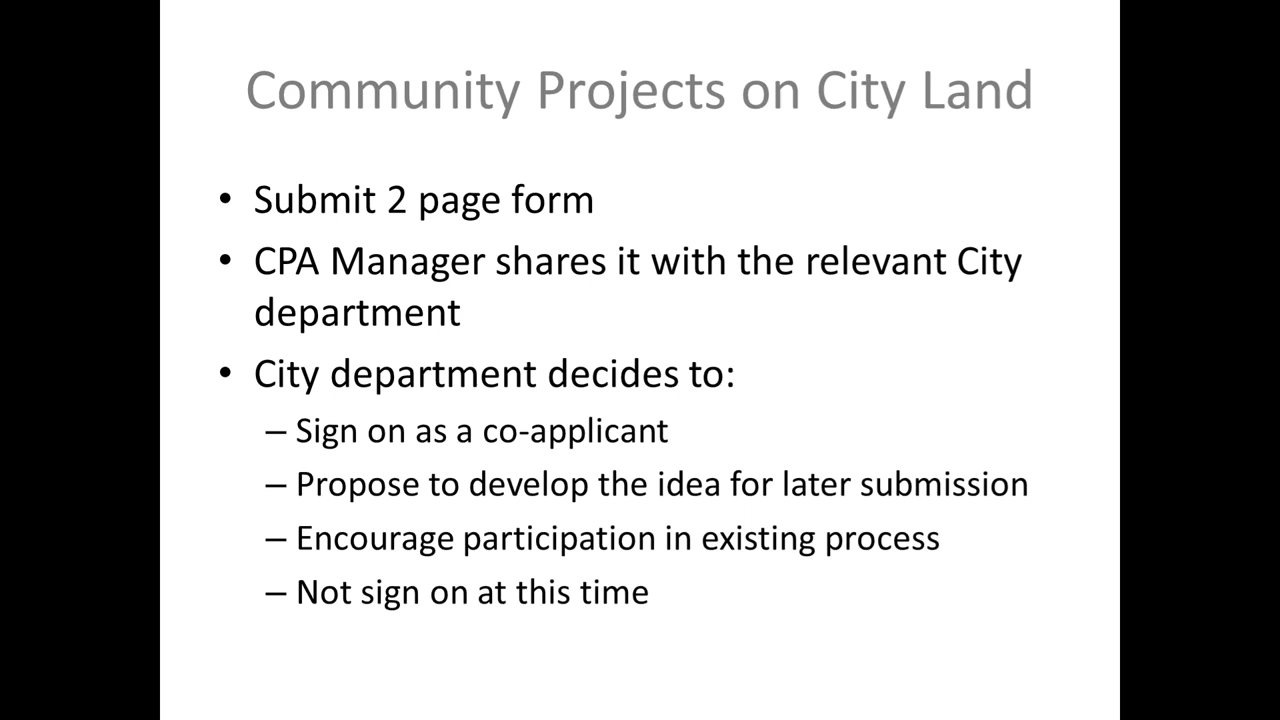 Community Projects on City Land
• Submit 2 page form
• CPA Manager shares it with the relevant City
department
• City department decides to:
– Sign on as a co-applicant
– Propose to develop the idea for later submission
– Encourage participation in existing process
– Not sign on at this time